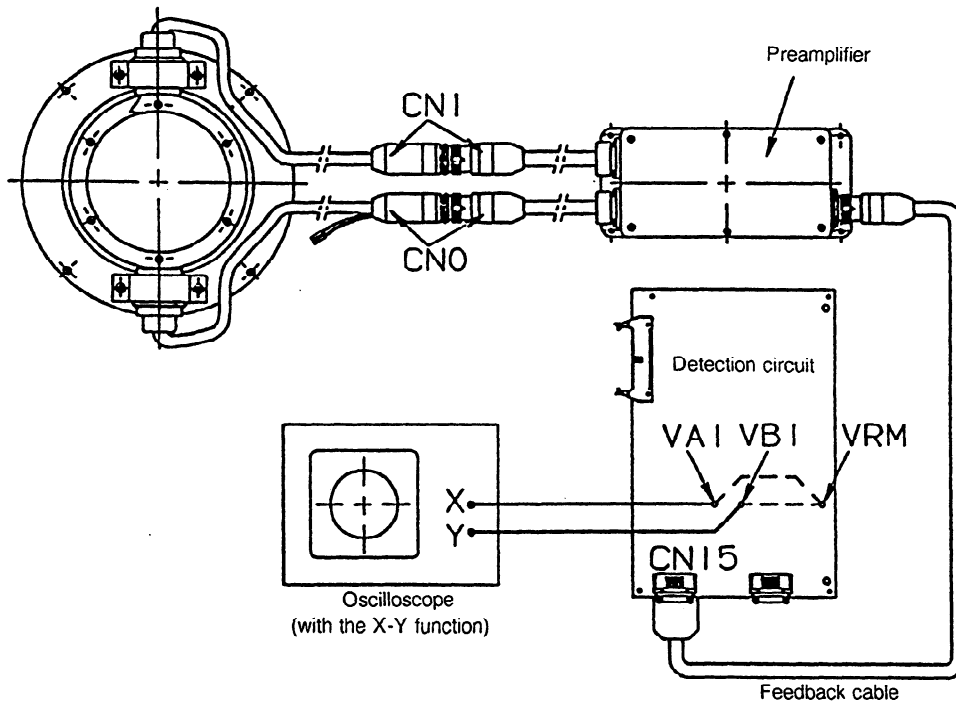 Preamplifier
CN1
CN0
Detection circuit
VA1 VB1 VRM
X
Y
CN15
Oscilloscope
(with the X-Y function)
Feedback cable